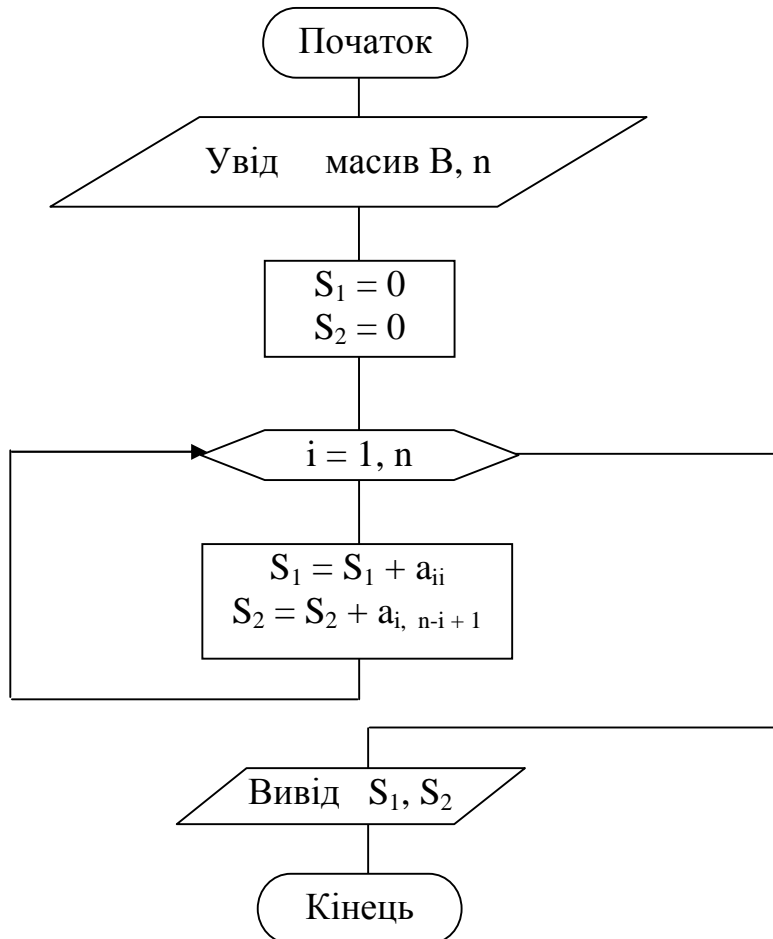 Початок
Увід масив В, n
S₁ = 0
S₂ = 0
i = 1, n
S₁ = S₁ + aᵢᵢ
S₂ = S₂ + aᵢ, ₙ₋ᵢ ₊ ₁
Вивід S₁, S₂
Кінець